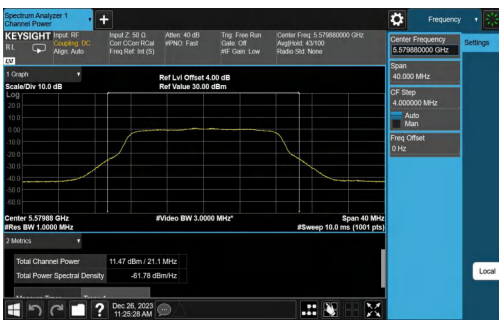 Spectrum Analyzer 1
Channel Power
Frequency
KEYSIGHT
Input: RF
Coupling: DC
Align: Auto
Input Z: 50 Ω
Corr CCorr RCal
Freq Ref: Int (S)
Atten: 40 dB
#PNO: Fast
Trig: Free Run
Gate: Off
#IF Gain: Low
Center Freq: 5.579880000 GHz
Avg|Hold: 43/100
Radio Std: None
RL
Center Frequency
5.579880000 GHz
Settings
Span
40.000 MHz
CF Step
4.000000 MHz
Auto
Man
Freq Offset
0 Hz
1 Graph
Scale/Div 10.0 dB
Ref Lvl Offset 4.00 dB
Ref Value 30.00 dBm
Log
20.0
10.0
0.00
-10.0
-20.0
-30.0
-40.0
-50.0
-60.0
Center 5.57988 GHz
#Video BW 3.0000 MHz*
Span 40 MHz
#Res BW 1.0000 MHz
#Sweep 10.0 ms (1001 pts)
2 Metrics
Total Channel Power
11.47 dBm / 21.1 MHz
Total Power Spectral Density
-61.78 dBm/Hz
Local
?
Dec 26, 2023
11:25:28 AM